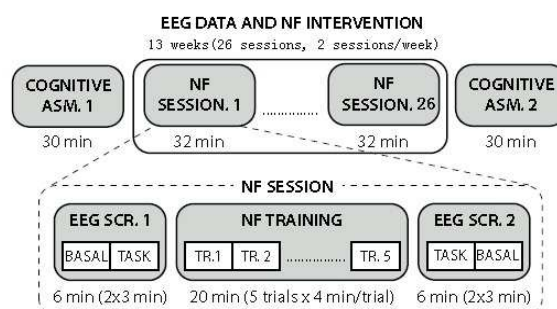 EEG DATA AND NF INTERVENTION
13 weeks(26 sessions, 2 sessions/week)
COGNITIVE ASM. 1
NF SESSION. 1
...............
NF SESSION. 26
COGNITIVE ASM. 2
30 min
32 min
32 min
30 min
NF SESSION
EEG SCR. 1
NF TRAINING
EEG SCR. 2
BASAL TASK
TR.1 TR. 2 ................ TR. 5
TASK BASAL
6 min (2x3 min)
20 min (5 trials x 4 min/trial)
6 min (2x3 min)